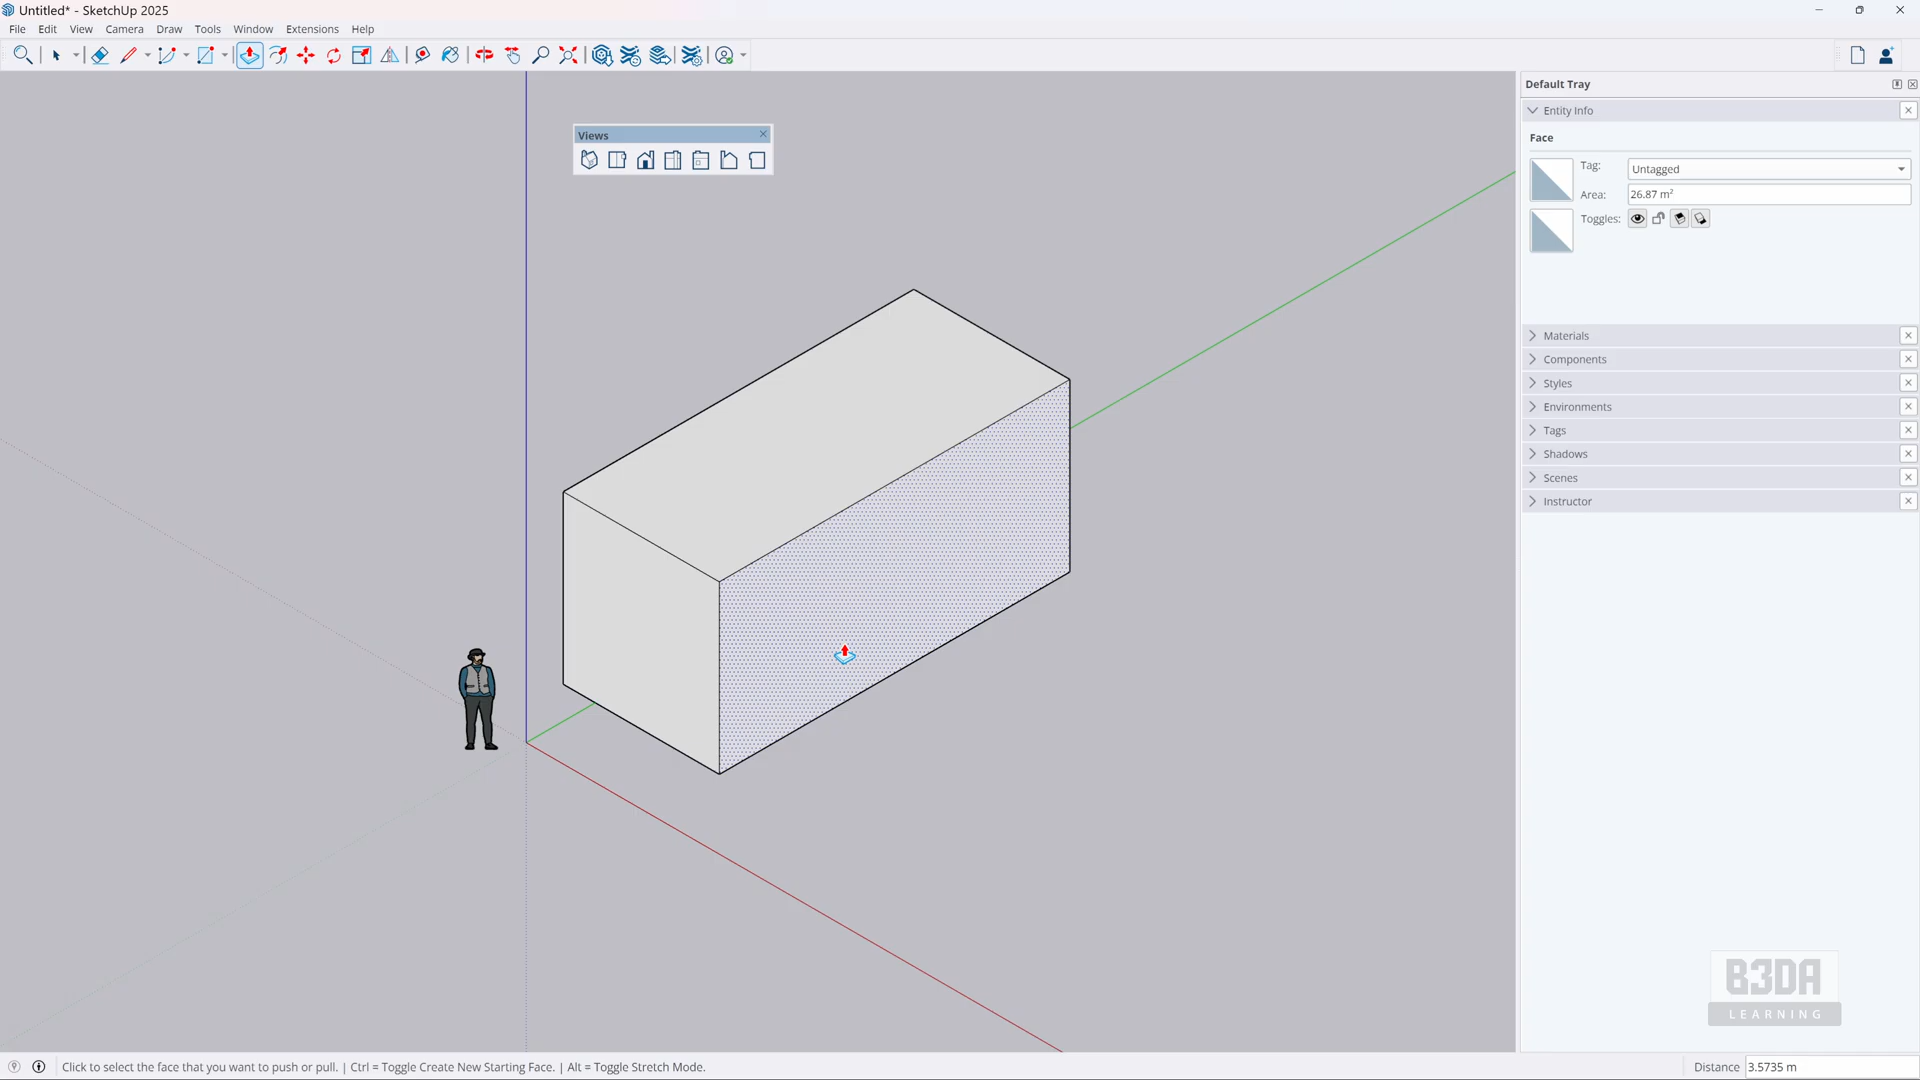 Untitled* - SketchUp 2025
File Edit View Camera Draw Tools Window Extensions Help
Default Tray
Entity Info
Face
Tag: Untagged
Area: 26.87 m²
Toggles:
Views
Materials
Components
Styles
Environments
Tags
Shadows
Scenes
Instructor
B3DA
LEARNING
Click to select the face that you want to push or pull. | Ctrl = Toggle Create New Starting Face. | Alt = Toggle Stretch Mode.
Distance 3.5735 m